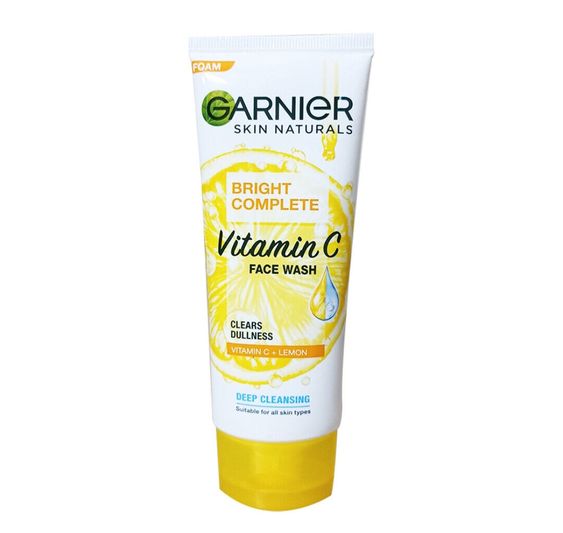 FOAM
GARNIER
SKIN NATURALS
BRIGHT
COMPLETE
Vitamin C
FACE WASH
CLEARS
DULLNESS
VITAMIN C + LEMON
DEEP CLEANSING
Suitable for all skin types